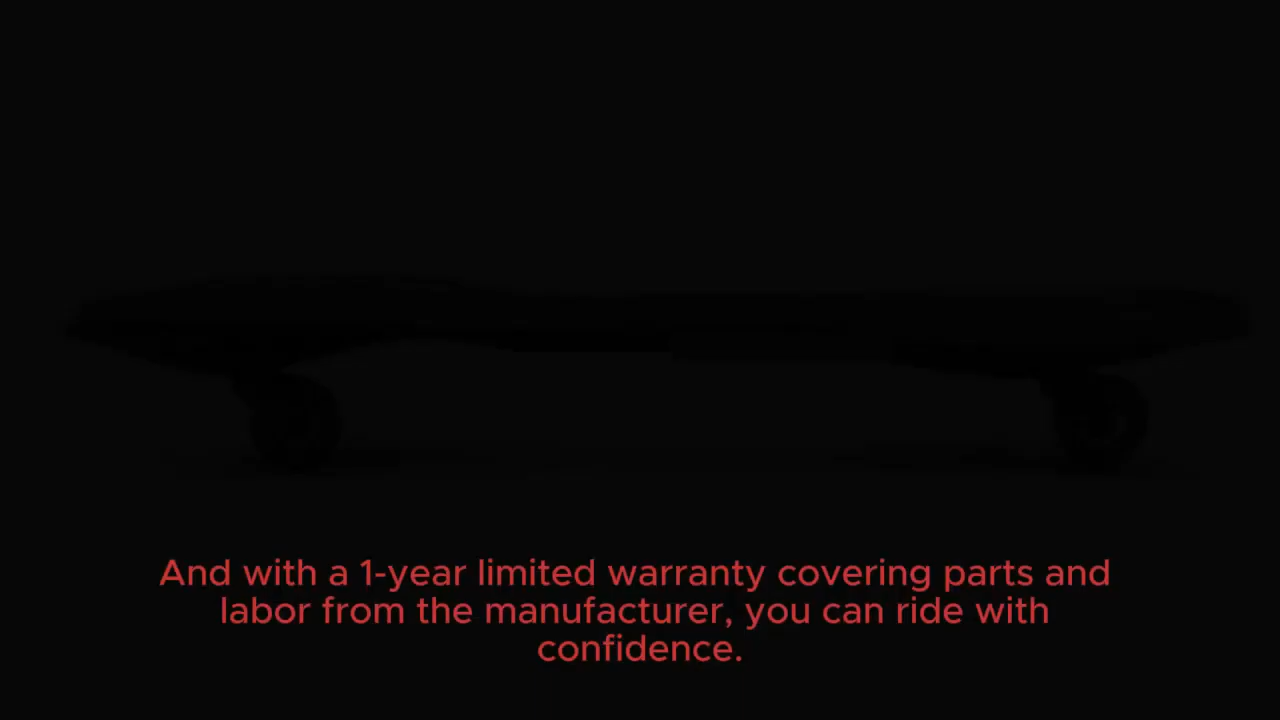 And with a 1-year limited warranty covering parts and
labor from the manufacturer, you can ride with
confidence.